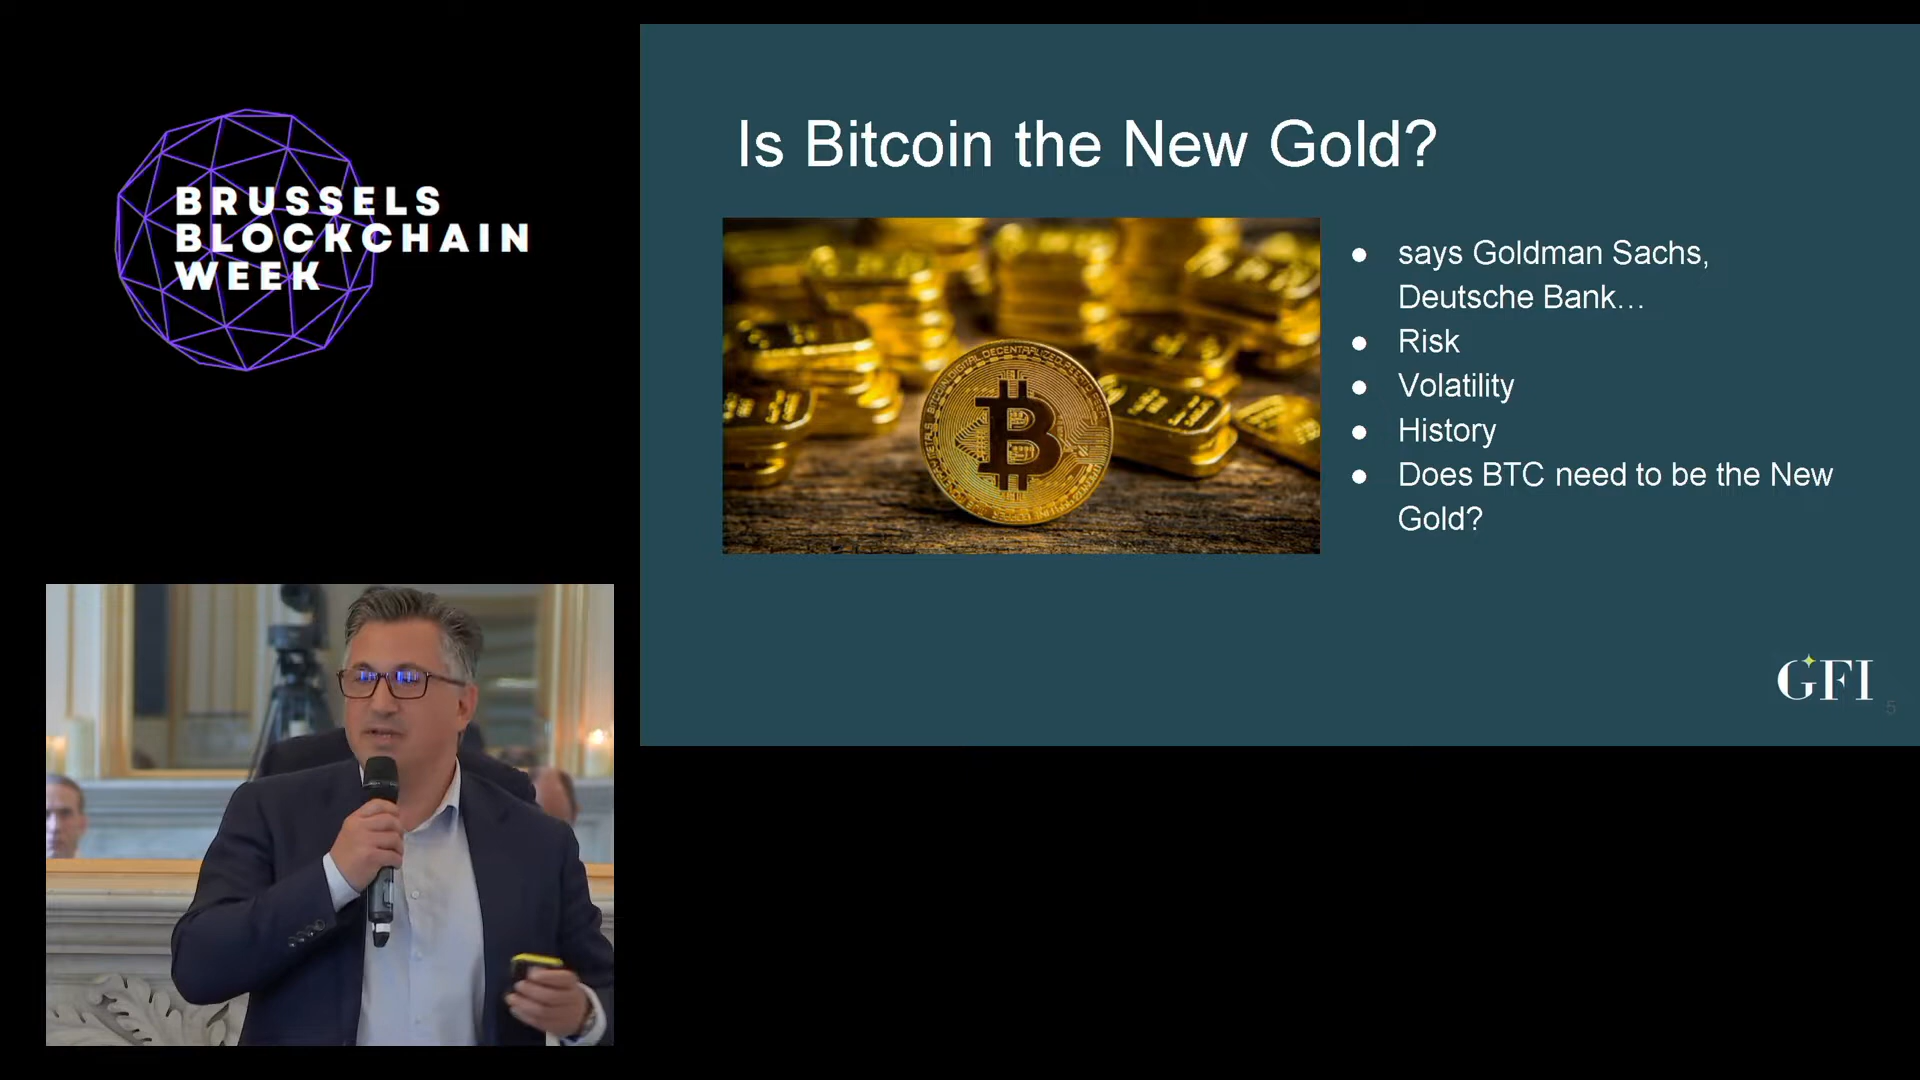 BRUSSELS
BLOCKCHAIN
WEEK
Is Bitcoin the New Gold?
● says Goldman Sachs,
Deutsche Bank…
● Risk
● Volatility
● History
● Does BTC need to be the New
Gold?
GFI
5